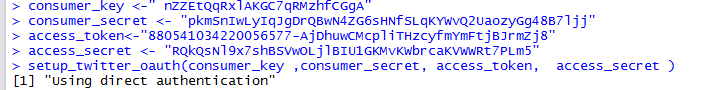 > consumer_key <-" nZZEtQqRxlAKGC7qRMzhfCGgA"
> consumer_secret <- "pkmSnIwLyIqJgDrQBwN4ZG6sHNfSLqKYWvQ2UaozyGg48B7ljj"
> access_token<-"880541034220056577-AjDhuwCMcpliTHzcyfmYmFtjBJrmZj8"
> access_secret <- "RQkQsNl9x7shBSVwOLjlBIU1GKMvKWbrcaKVWWRt7PLm5"
> setup_twitter_oauth(consumer_key ,consumer_secret, access_token,  access_secret )
[1] "Using direct authentication"